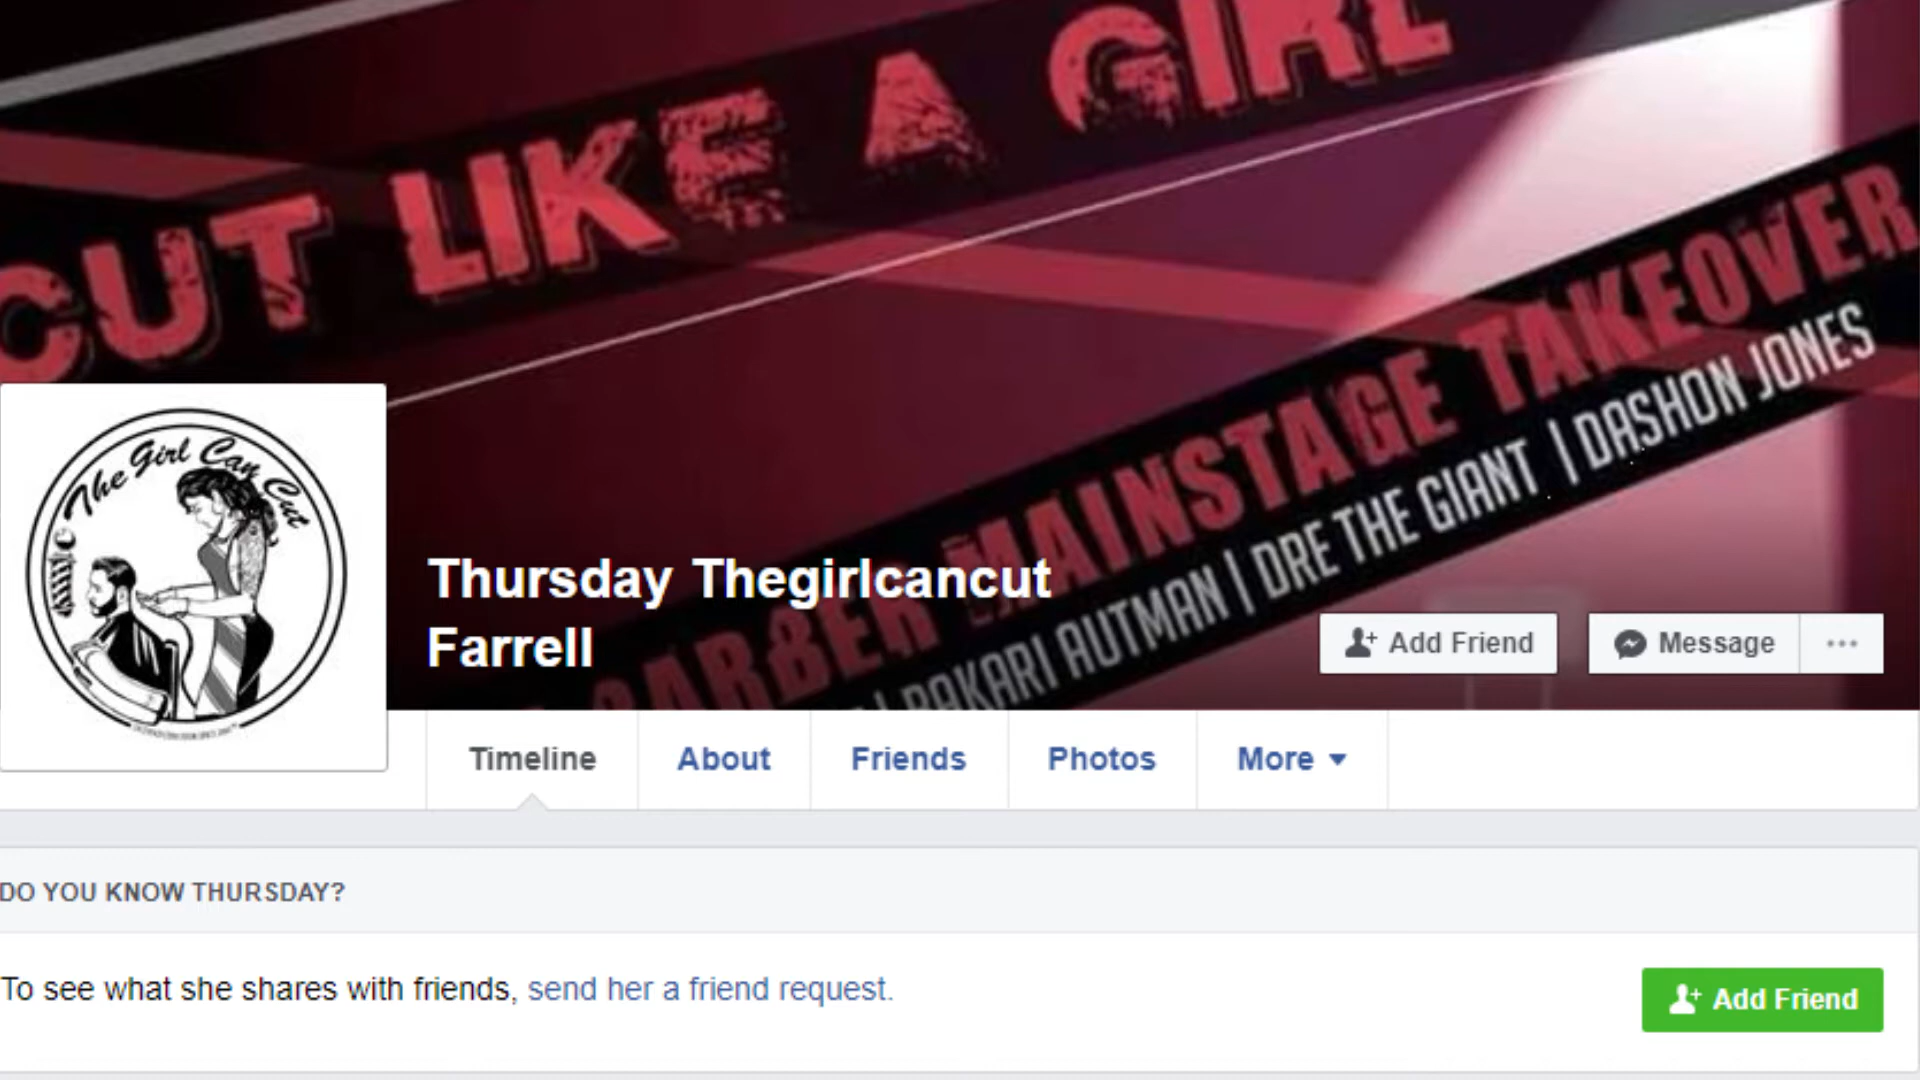 CUT LIKE A GIRL
BARBER MAINSTAGE TAKEOVER
| BAKARI AUTMAN | DRE THE GIANT | DASHON JONES
The Girl Can Cut
Thursday Thegirlcancut
Farrell
Add Friend
Message
Timeline
About
Friends
Photos
More
DO YOU KNOW THURSDAY?
To see what she shares with friends, send her a friend request.
Add Friend